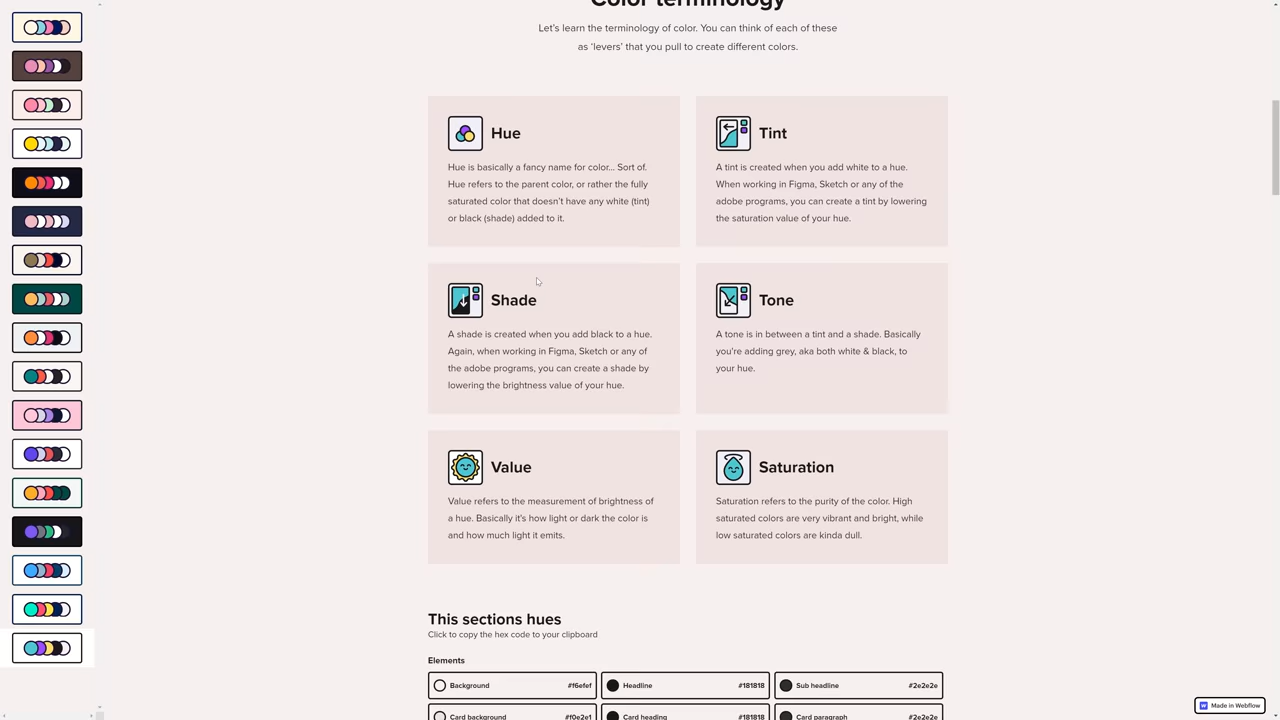 Color terminology
Let's learn the terminology of color. You can think of each of these
as ‘levers’ that you pull to create different colors.
Hue
Hue is basically a fancy name for color... Sort of.
Hue refers to the parent color, or rather the fully
saturated color that doesn't have any white (tint)
or black (shade) added to it.
Tint
A tint is created when you add white to a hue.
When working in Figma, Sketch or any of the
adobe programs, you can create a tint by lowering
the saturation value of your hue.
Shade
A shade is created when you add black to a hue.
Again, when working in Figma, Sketch or any of
the adobe programs, you can create a shade by
lowering the brightness value of your hue.
Tone
A tone is in between a tint and a shade. Basically
you're adding grey, aka both white & black, to
your hue.
Value
Value refers to the measurement of brightness of
a hue. Basically it's how light or dark the color is
and how much light it emits.
Saturation
Saturation refers to the purity of the color. High
saturated colors are very vibrant and bright, while
low saturated colors are kinda dull.
This sections hues
Click to copy the hex code to your clipboard
Elements
Background #f6efef
Headline #181818
Sub headline #2e2e2e
Card background #f0e2e1
Card heading #181818
Card paragraph #2e2e2e
Made in Webflow